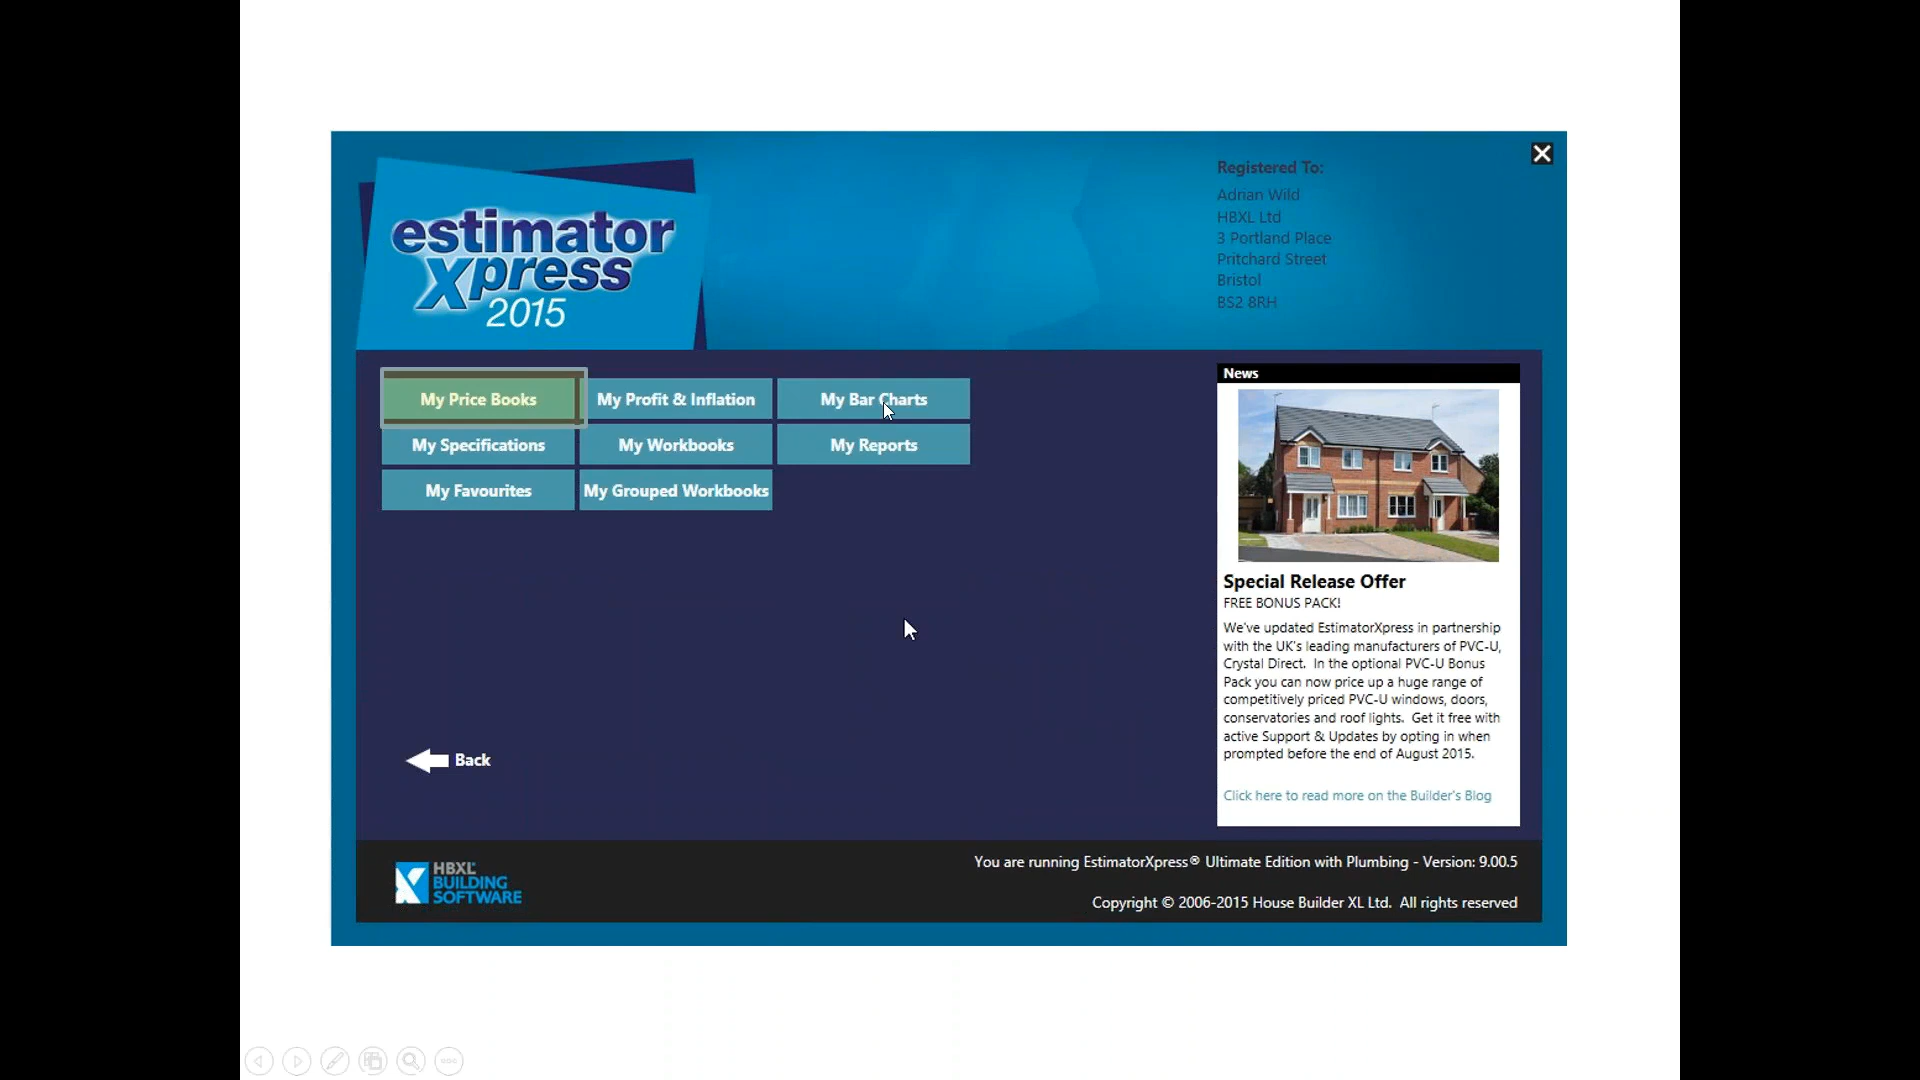 estimator
Xpress
2015
Registered To:
Adrian Wild
HBXL Ltd
3 Portland Place
Pritchard Street
Bristol
BS2 8RH
My Price Books
My Profit & Inflation
My Bar Charts
My Specifications
My Workbooks
My Reports
My Favourites
My Grouped Workbooks
Back
News
Special Release Offer
FREE BONUS PACK!
We've updated EstimatorXpress in partnership
with the UK's leading manufacturers of PVC-U,
Crystal Direct. In the optional PVC-U Bonus
Pack you can now price up a huge range of
competitively priced PVC-U windows, doors,
conservatories and roof lights. Get it free with
active Support & Updates by opting in when
prompted before the end of August 2015.
Click here to read more on the Builder's Blog
HBXL
BUILDING
SOFTWARE
You are running EstimatorXpress® Ultimate Edition with Plumbing - Version: 9.00.5
Copyright © 2006-2015 House Builder XL Ltd. All rights reserved